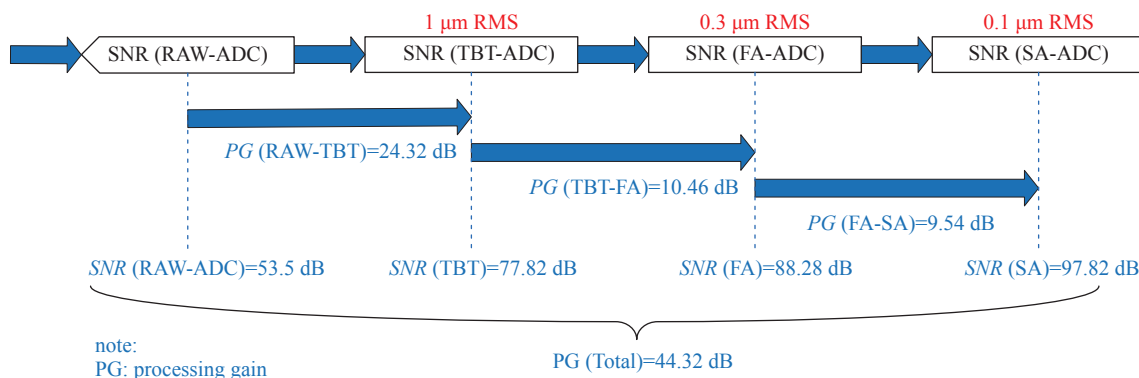 1 μm RMS
0.3 μm RMS
0.1 μm RMS
SNR (RAW-ADC)
SNR (TBT-ADC)
SNR (FA-ADC)
SNR (SA-ADC)
PG (RAW-TBT)=24.32 dB
PG (TBT-FA)=10.46 dB
PG (FA-SA)=9.54 dB
SNR (RAW-ADC)=53.5 dB
SNR (TBT)=77.82 dB
SNR (FA)=88.28 dB
SNR (SA)=97.82 dB
note:
PG: processing gain
PG (Total)=44.32 dB